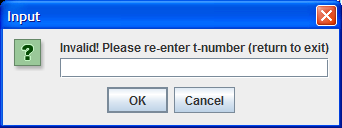 Input
Invalid! Please re-enter t-number (return to exit)
?
OK
Cancel